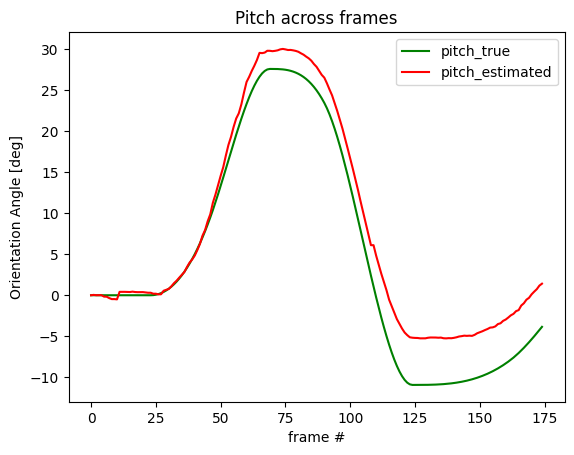 Pitch across frames
pitch_true
pitch_estimated
Orientation Angle [deg]
30
25
20
15
10
5
0
−5
−10
0 25 50 75 100 125 150 175
frame #